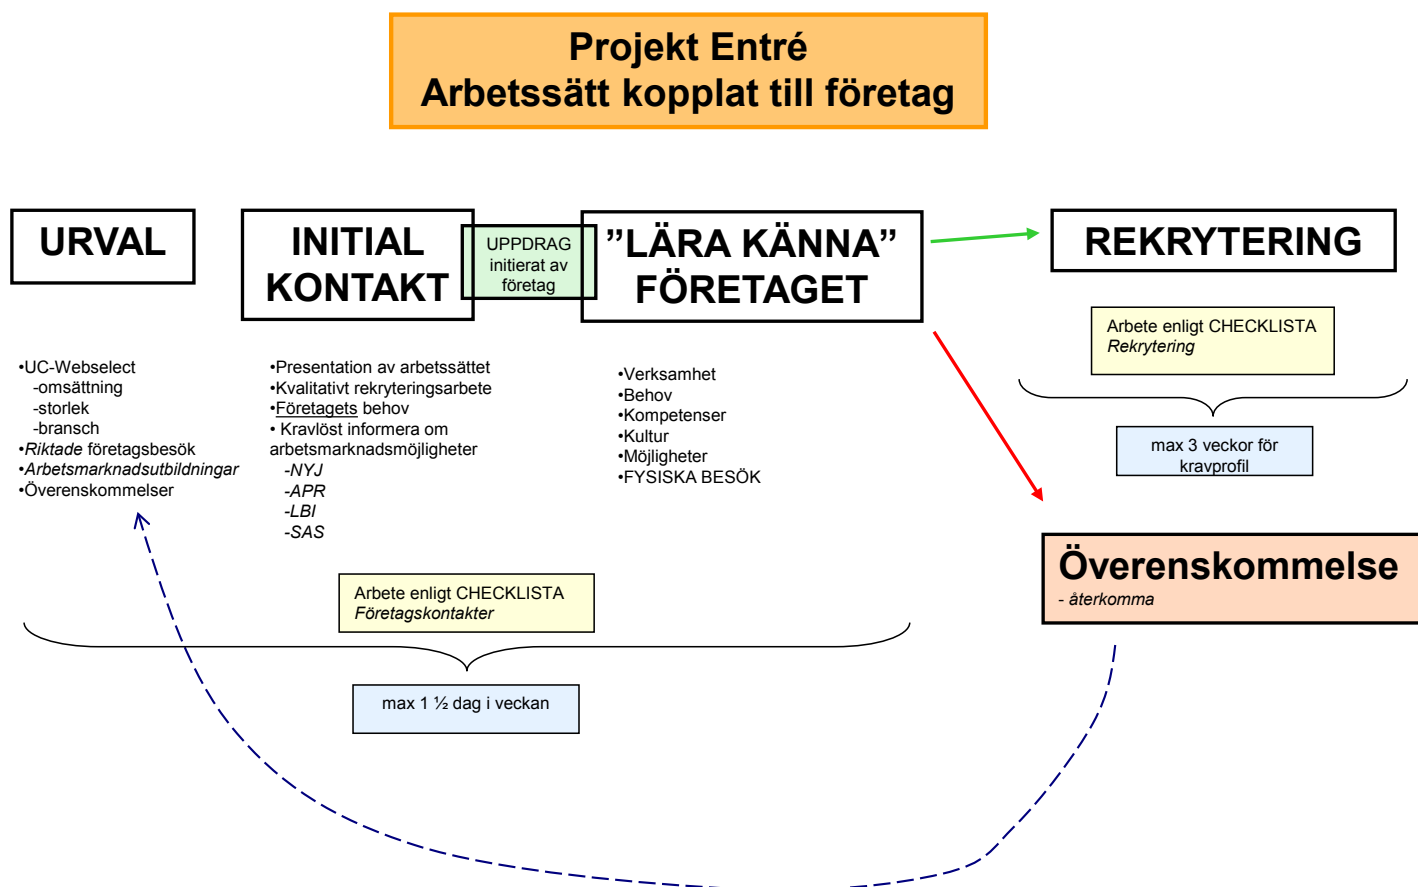 Projekt Entré
Arbetssätt kopplat till företag
URVAL
INITIAL
KONTAKT
UPPDRAG
initierat av
företag
”LÄRA KÄNNA”
FÖRETAGET
REKRYTERING
Arbete enligt CHECKLISTA
Rekrytering
max 3 veckor för
kravprofil
•UC-Webselect
-omsättning
-storlek
-bransch
•Riktade företagsbesök
•Arbetsmarknadsutbildningar
•Överenskommelser
•Presentation av arbetssättet
•Kvalitativt rekryteringsarbete
•Företagets behov
• Kravlöst informera om
arbetsmarknadsmöjligheter
-NYJ
-APR
-LBI
-SAS
•Verksamhet
•Behov
•Kompetenser
•Kultur
•Möjligheter
•FYSISKA BESÖK
Överenskommelse
- återkomma
Arbete enligt CHECKLISTA
Företagskontakter
max 1 ½ dag i veckan